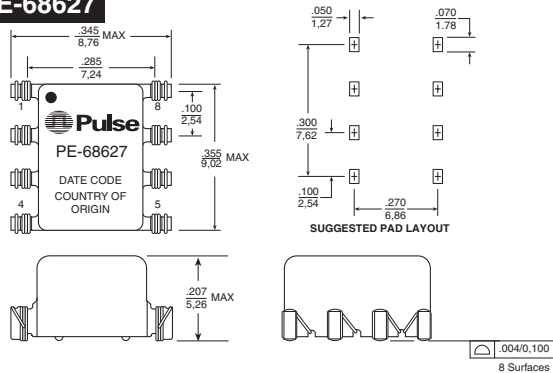 E-68627
.345
8,76 MAX
.285
7,24
1
8
Pulse
.100
2,54
PE-68627
.355
9,02 MAX
DATE CODE
COUNTRY OF
ORIGIN
4
5
.050
1,27
.070
1.78
.300
7,62
.100
2,54
.270
6,86
SUGGESTED PAD LAYOUT
.207
5,26 MAX
.004/0,100
8 Surfaces